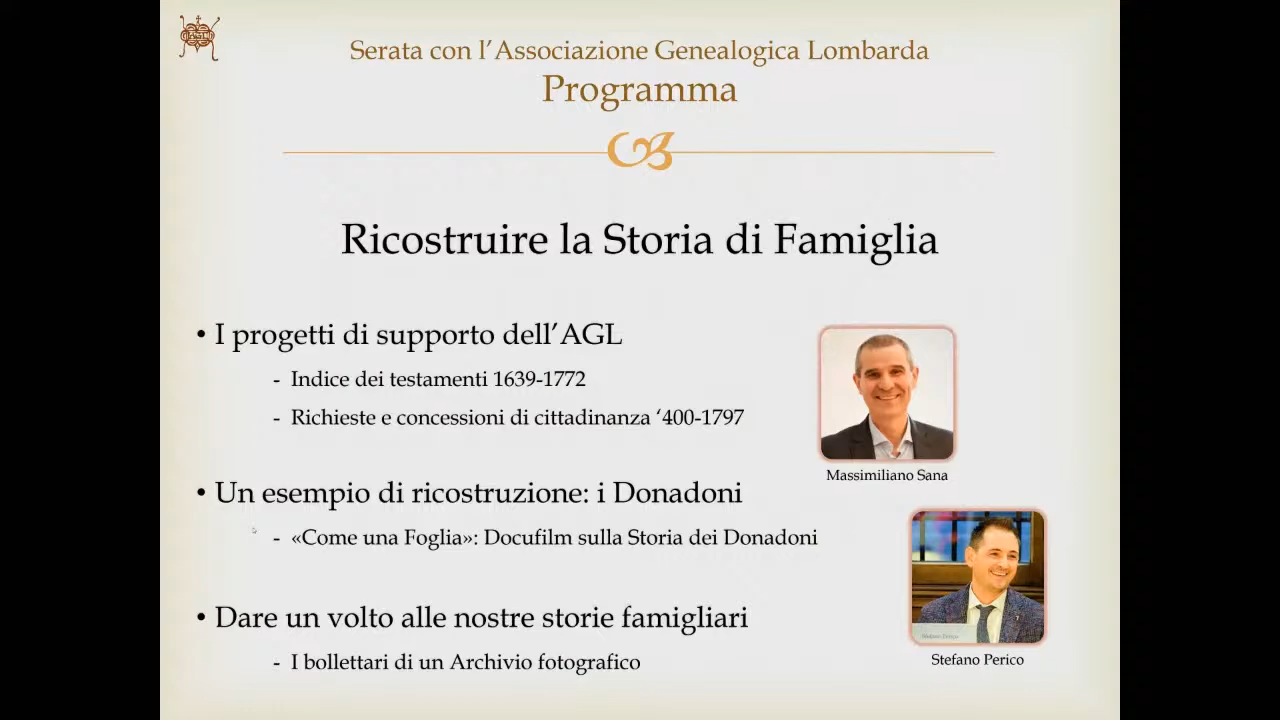 Serata con l’Associazione Genealogica Lombarda
Programma
Ricostruire la Storia di Famiglia
• I progetti di supporto dell’AGL
- Indice dei testamenti 1639-1772
- Richieste e concessioni di cittadinanza ‘400-1797
Massimiliano Sana
• Un esempio di ricostruzione: i Donadoni
- «Come una Foglia»: Docufilm sulla Storia dei Donadoni
• Dare un volto alle nostre storie famigliari
- I bollettari di un Archivio fotografico
Stefano Perico